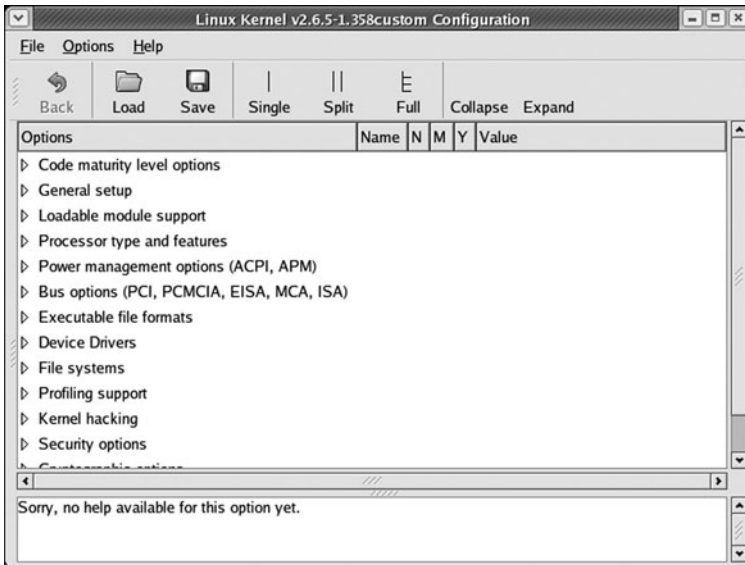 Linux Kernel v2.6.5-1.358custom Configuration
File Options Help
Back Load Save Single Split Full Collapse Expand
Options Name N M Y Value
Code maturity level options
General setup
Loadable module support
Processor type and features
Power management options (ACPI, APM)
Bus options (PCI, PCMCIA, EISA, MCA, ISA)
Executable file formats
Device Drivers
File systems
Profiling support
Kernel hacking
Security options
Cryptographic options
Sorry, no help available for this option yet.